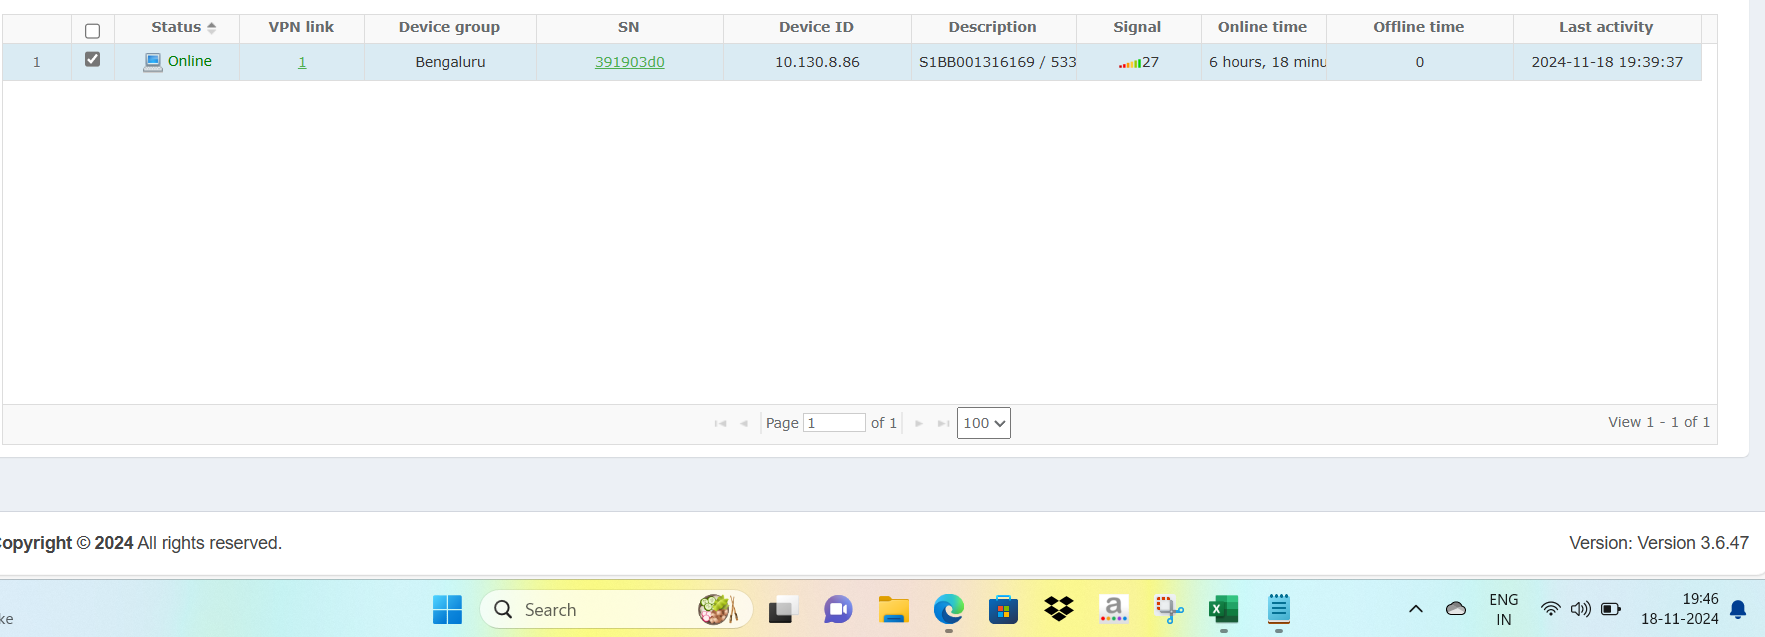 Status VPN link Device group SN Device ID Description Signal Online time Offline time Last activity
1 Online 1 Bengaluru 391903d0 10.130.8.86 S1BB001316169 / 533 27 6 hours, 18 minu 0 2024-11-18 19:39:37
Page 1 of 1 100 View 1 - 1 of 1
opyright © 2024 All rights reserved. Version: Version 3.6.47
ke Search a X ENG 19:46
IN 18-11-2024